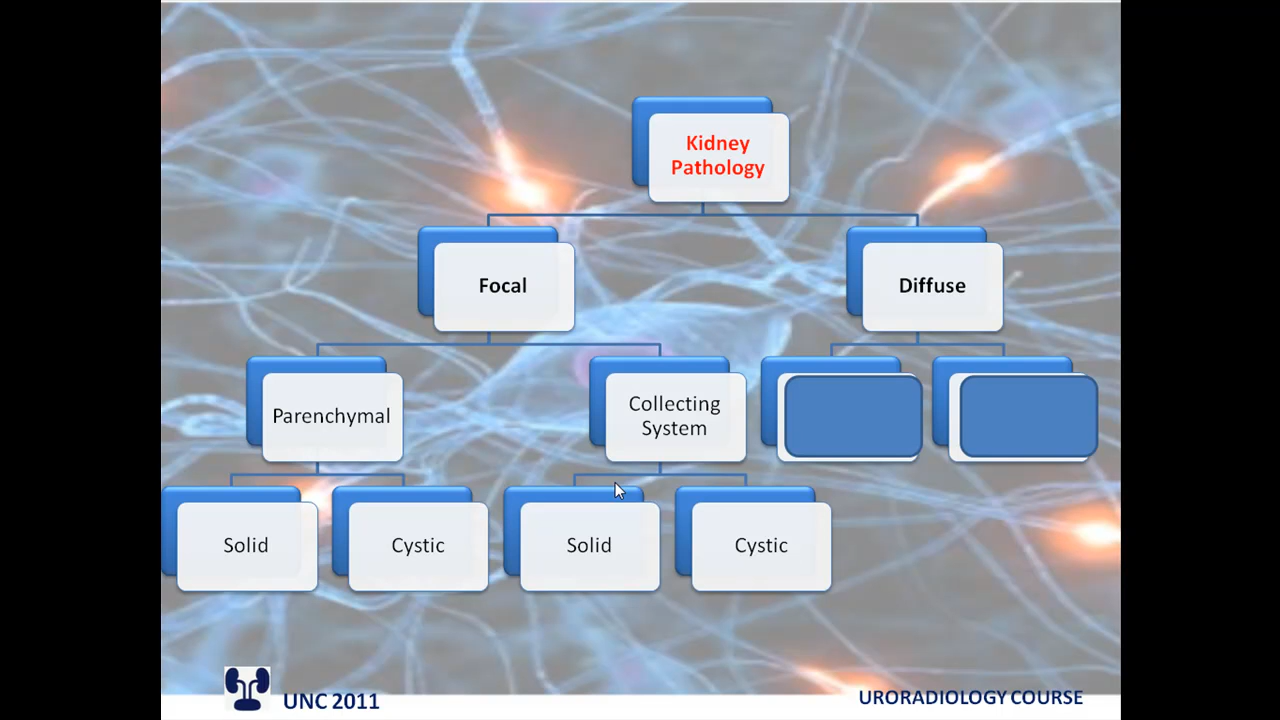 Kidney
Pathology
Focal
Diffuse
Parenchymal
Collecting
System
Solid
Cystic
Solid
Cystic
UNC 2011
URORADIOLOGY COURSE